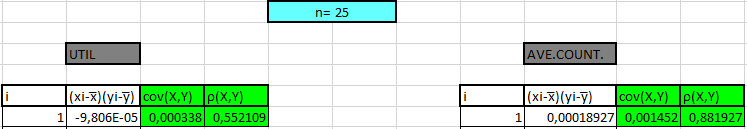 n= 25
UTIL AVE.COUNT.
i (xi-x̅)(yi-y̅) cov(X,Y) ρ(X,Y) i (xi-x̅)(yi-y̅) cov(X,Y) ρ(X,Y)
1 -9,806E-05 0,000338 0,552109 1 0,00018927 0,001452 0,881927